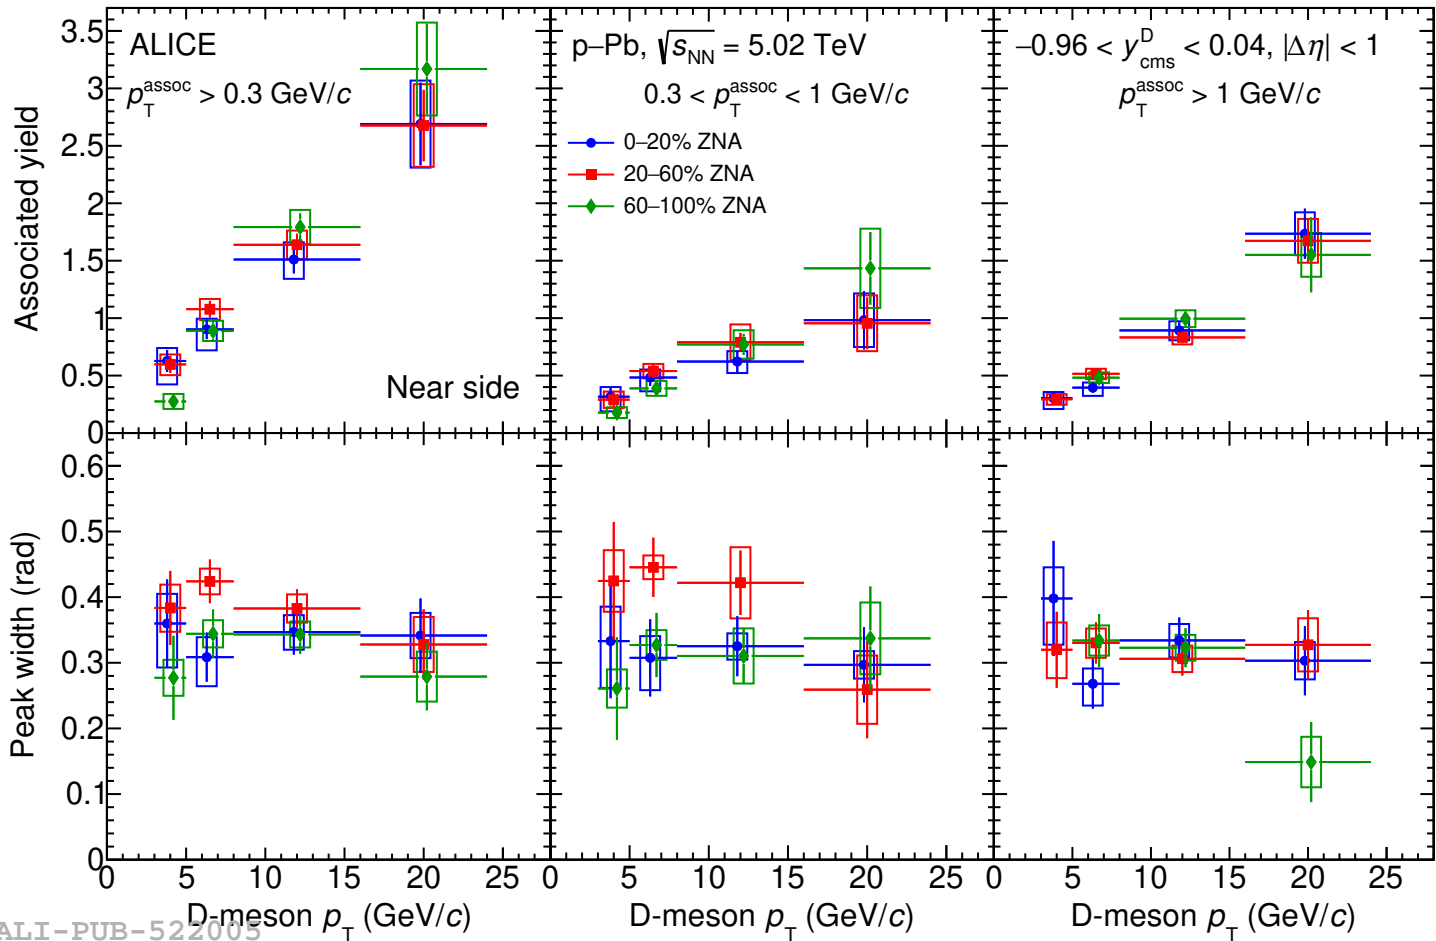 ALICE
p_T^assoc > 0.3 GeV/c
p–Pb, √s_NN = 5.02 TeV
0.3 < p_T^assoc < 1 GeV/c
−0.96 < y_cms^D < 0.04, |Δη| < 1
p_T^assoc > 1 GeV/c
0–20% ZNA
20–60% ZNA
60–100% ZNA
Near side
Associated yield
3.5
3
2.5
2
1.5
1
0.5
0
Peak width (rad)
0.6
0.5
0.4
0.3
0.2
0.1
0
0 5 10 15 20 25
0 5 10 15 20 25
0 5 10 15 20 25
D-meson p_T (GeV/c)
D-meson p_T (GeV/c)
D-meson p_T (GeV/c)
ALI-PUB-522005